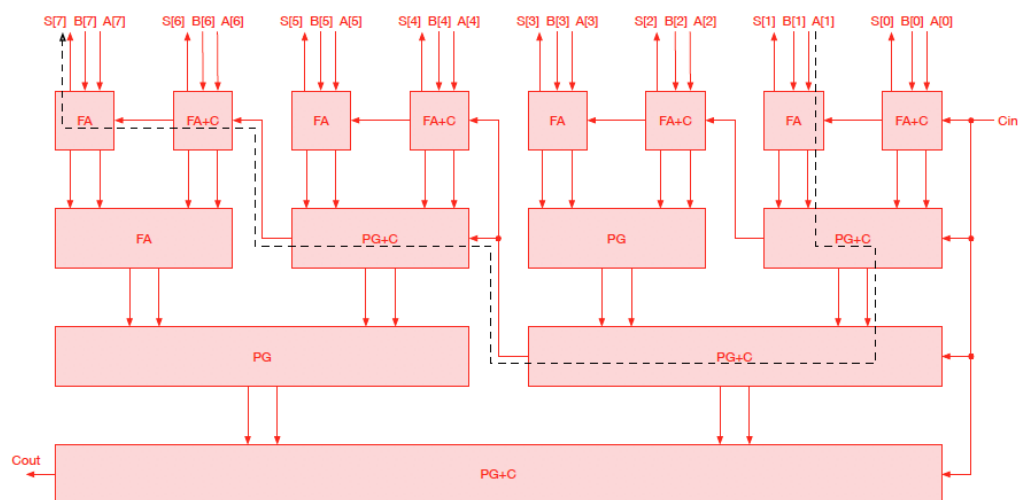 S[7] B[7] A[7] S[6] B[6] A[6] S[5] B[5] A[5] S[4] B[4] A[4] S[3] B[3] A[3] S[2] B[2] A[2] S[1] B[1] A[1] S[0] B[0] A[0]
FA FA+C FA FA+C FA FA+C FA FA+C Cin
FA PG+C PG PG+C
PG PG+C
Cout
PG+C